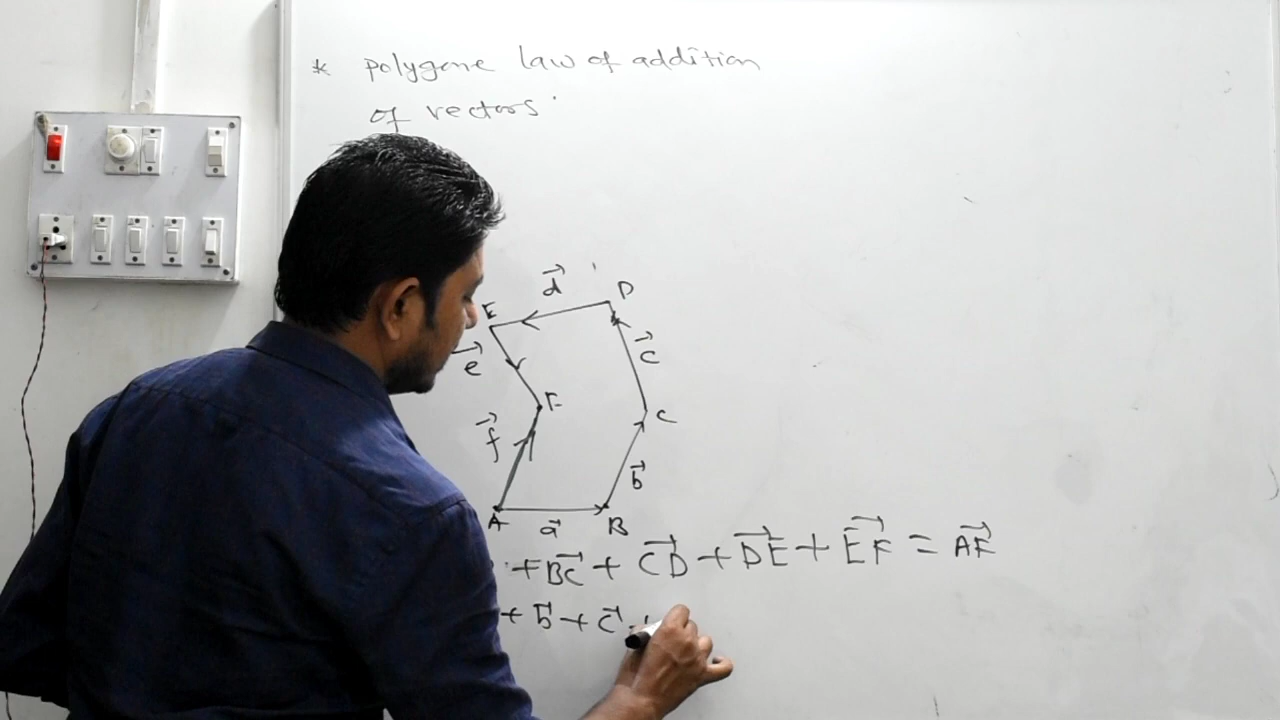 * polygone law of addition
of vectors
d⃗
D
E
c⃗
e⃗
F
C
f⃗
b⃗
A
a⃗
B
+ BC⃗ + CD⃗ + DE⃗ + EF⃗ = AF⃗
+ b⃗ + c⃗ +